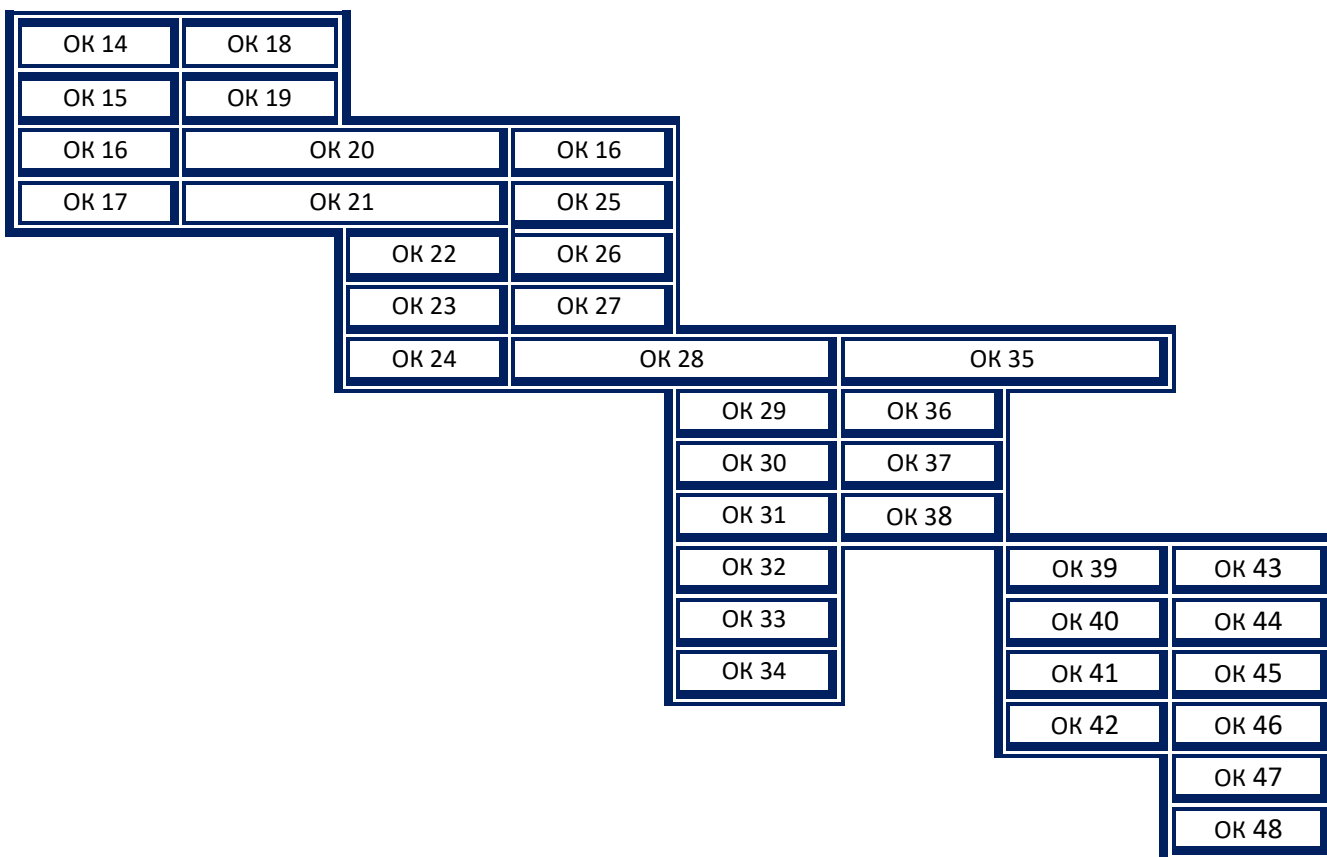 ОК 14 ОК 18
ОК 15 ОК 19
ОК 16 ОК 20 ОК 16
ОК 17 ОК 21 ОК 25
ОК 22 ОК 26
ОК 23 ОК 27
ОК 24 ОК 28 ОК 35
ОК 29 ОК 36
ОК 30 ОК 37
ОК 31 ОК 38
ОК 32 ОК 39 ОК 43
ОК 33 ОК 40 ОК 44
ОК 34 ОК 41 ОК 45
ОК 42 ОК 46
ОК 47
ОК 48